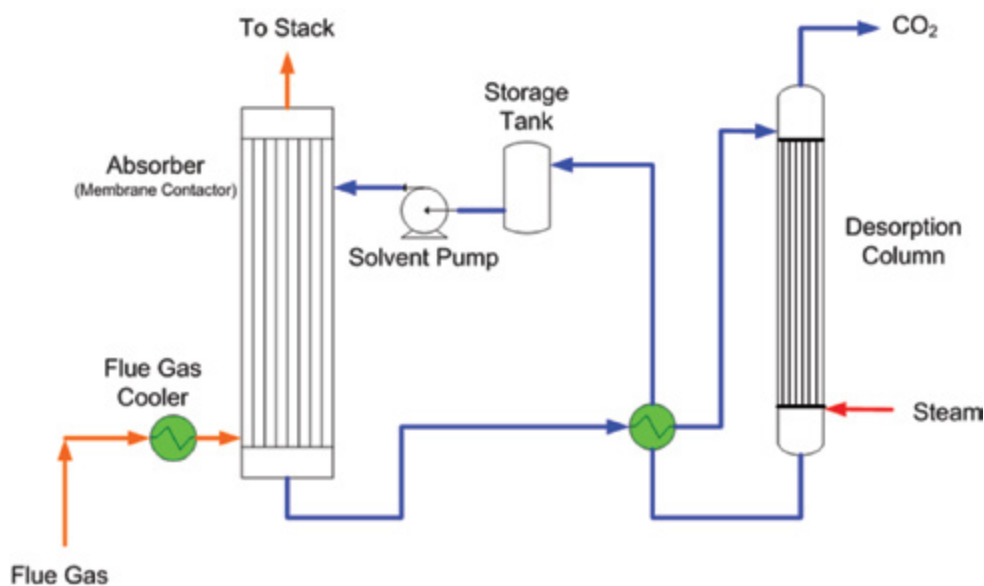 To Stack
CO₂
Storage
Tank
Absorber
(Membrane Contactor)
Solvent Pump
Desorption
Column
Flue Gas
Cooler
Steam
Flue Gas